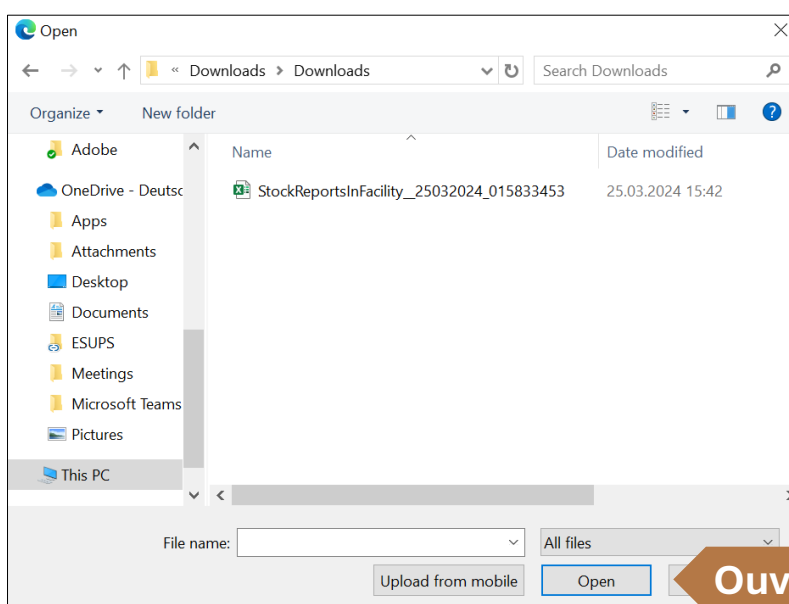 Open
« Downloads > Downloads
Search Downloads
Organize
New folder
Name
Date modified
Adobe
OneDrive - Deutsc
Apps
Attachments
Desktop
Documents
ESUPS
Meetings
Microsoft Teams
Pictures
This PC
StockReportsInFacility__25032024_015833453 25.03.2024 15:42
File name:
All files
Upload from mobile
Open
Ouv